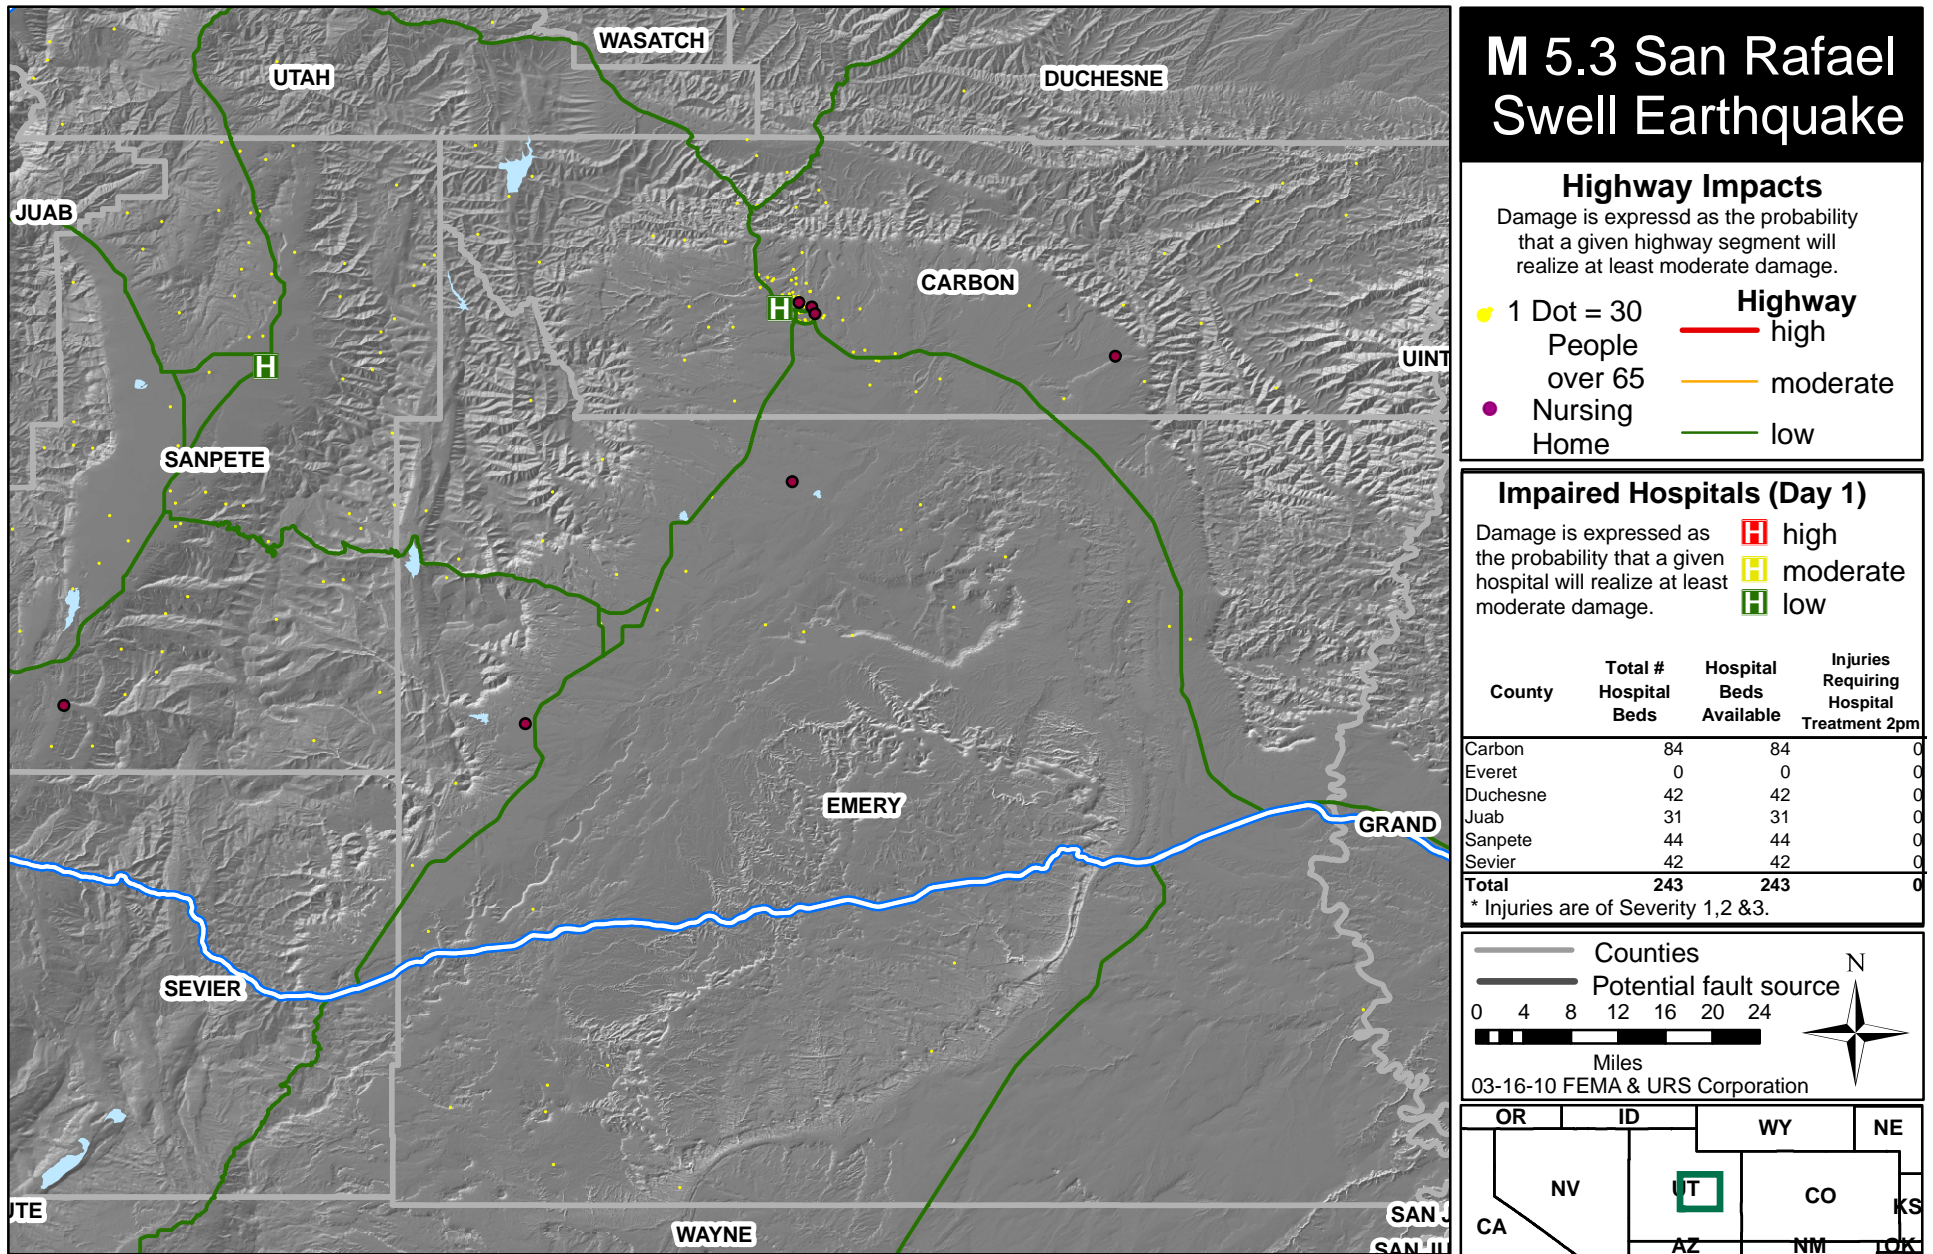 WASATCH
UTAH
DUCHESNE
JUAB
CARBON
H
UINT
H
SANPETE
EMERY
GRAND
SEVIER
UTE
WAYNE
SAN J
SAN JU
M 5.3 San Rafael
Swell Earthquake
Highway Impacts
Damage is expressd as the probability
that a given highway segment will
realize at least moderate damage.
1 Dot = 30
People
over 65
Nursing
Home
Highway
high
moderate
low
Impaired Hospitals (Day 1)
Damage is expressed as
the probability that a given
hospital will realize at least
moderate damage.
H high
H moderate
H low
County Total # Hospital Beds Hospital Beds Available Injuries Requiring Hospital Treatment 2pm
Carbon 84 84 0
Everet 0 0 0
Duchesne 42 42 0
Juab 31 31 0
Sanpete 44 44 0
Sevier 42 42 0
Total 243 243 0
* Injuries are of Severity 1,2 &3.
Counties
Potential fault source
N
0 4 8 12 16 20 24
Miles
03-16-10 FEMA & URS Corporation
OR ID WY NE
NV UT CO KS
CA AZ NM OK